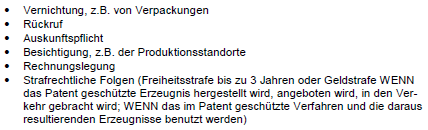 • Vernichtung, z.B. von Verpackungen
• Rückruf
• Auskunftspflicht
• Besichtigung, z.B. der Produktionsstandorte
• Rechnungslegung
• Strafrechtliche Folgen (Freiheitsstrafe bis zu 3 Jahren oder Geldstrafe WENN
das Patent geschützte Erzeugnis hergestellt wird, angeboten wird, in den Ver-
kehr gebracht wird; WENN das im Patent geschützte Verfahren und die daraus
resultierenden Erzeugnisse benutzt werden)